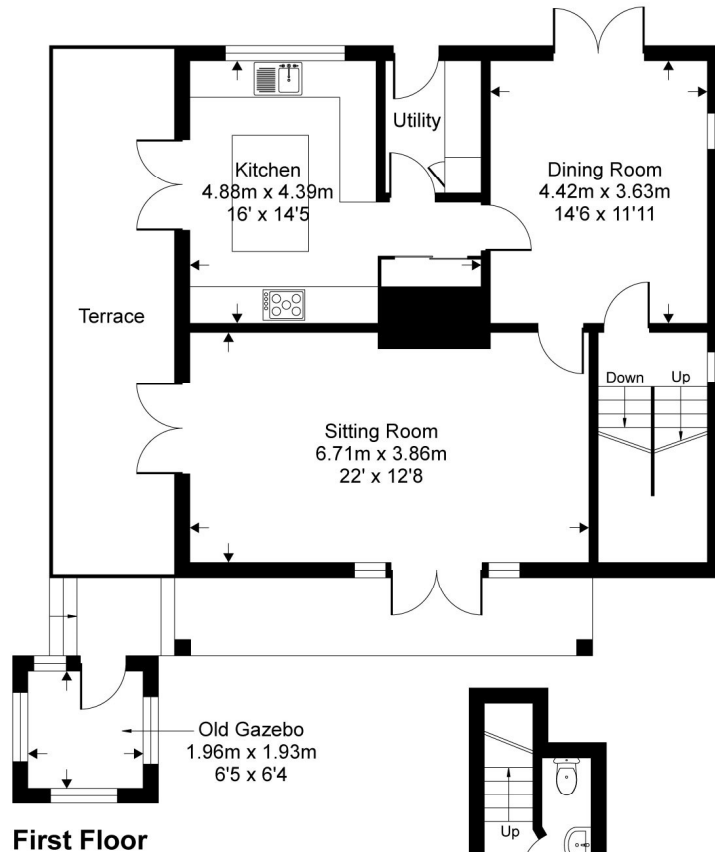 Utility
Kitchen
4.88m x 4.39m
16' x 14'5
Dining Room
4.42m x 3.63m
14'6 x 11'11
Terrace
Down
Up
Sitting Room
6.71m x 3.86m
22' x 12'8
Old Gazebo
1.96m x 1.93m
6'5 x 6'4
Up
First Floor